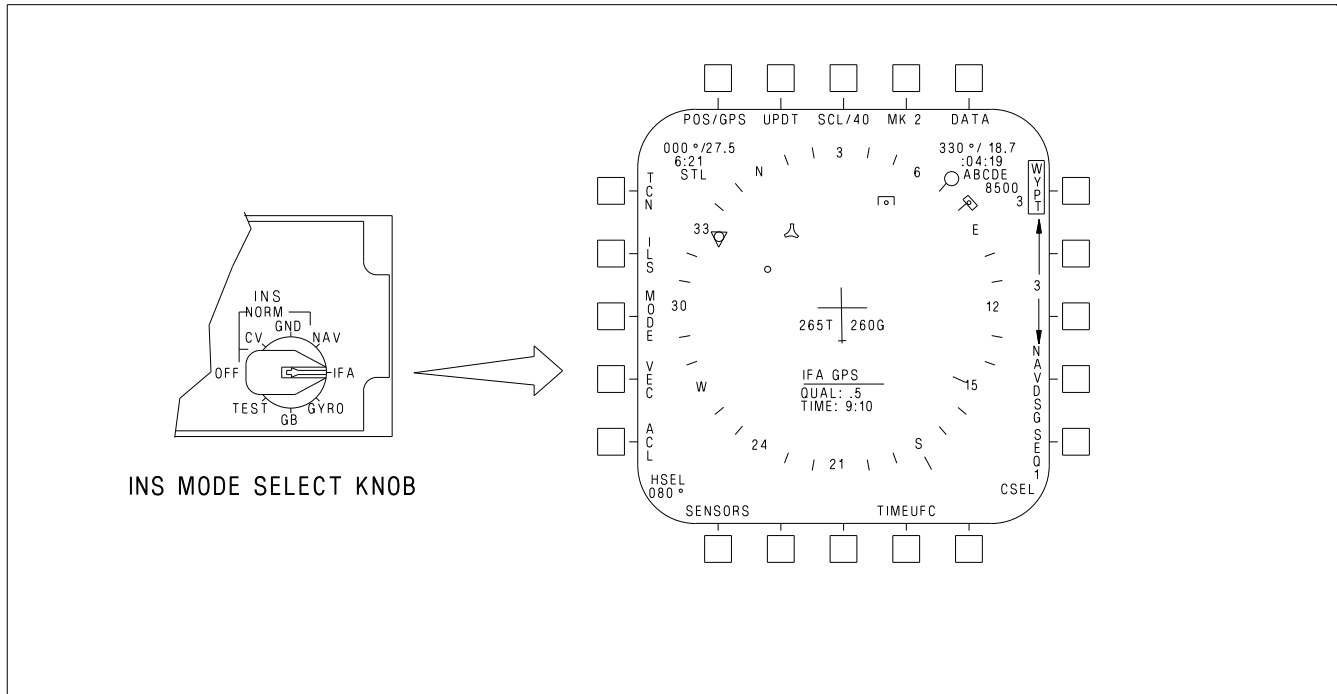 POS/GPS UPDT SCL/40 MK 2 DATA
000°/27.5
6:21
STL
330°/ 18.7
:04:19
ABCDE
8500
3
WYPT
3
NAVDSG
SEQ1
TCN
ILS
MODE
VEC
ACL
N
3
6
E
12
15
S
21
24
W
30
33
265T 260G
IFA GPS
QUAL: .5
TIME: 9:10
HSEL
080°
CSEL
SENSORS
TIMEUFC
INS
NORM
GND
CV NAV
OFF IFA
TEST GYRO
GB
INS MODE SELECT KNOB